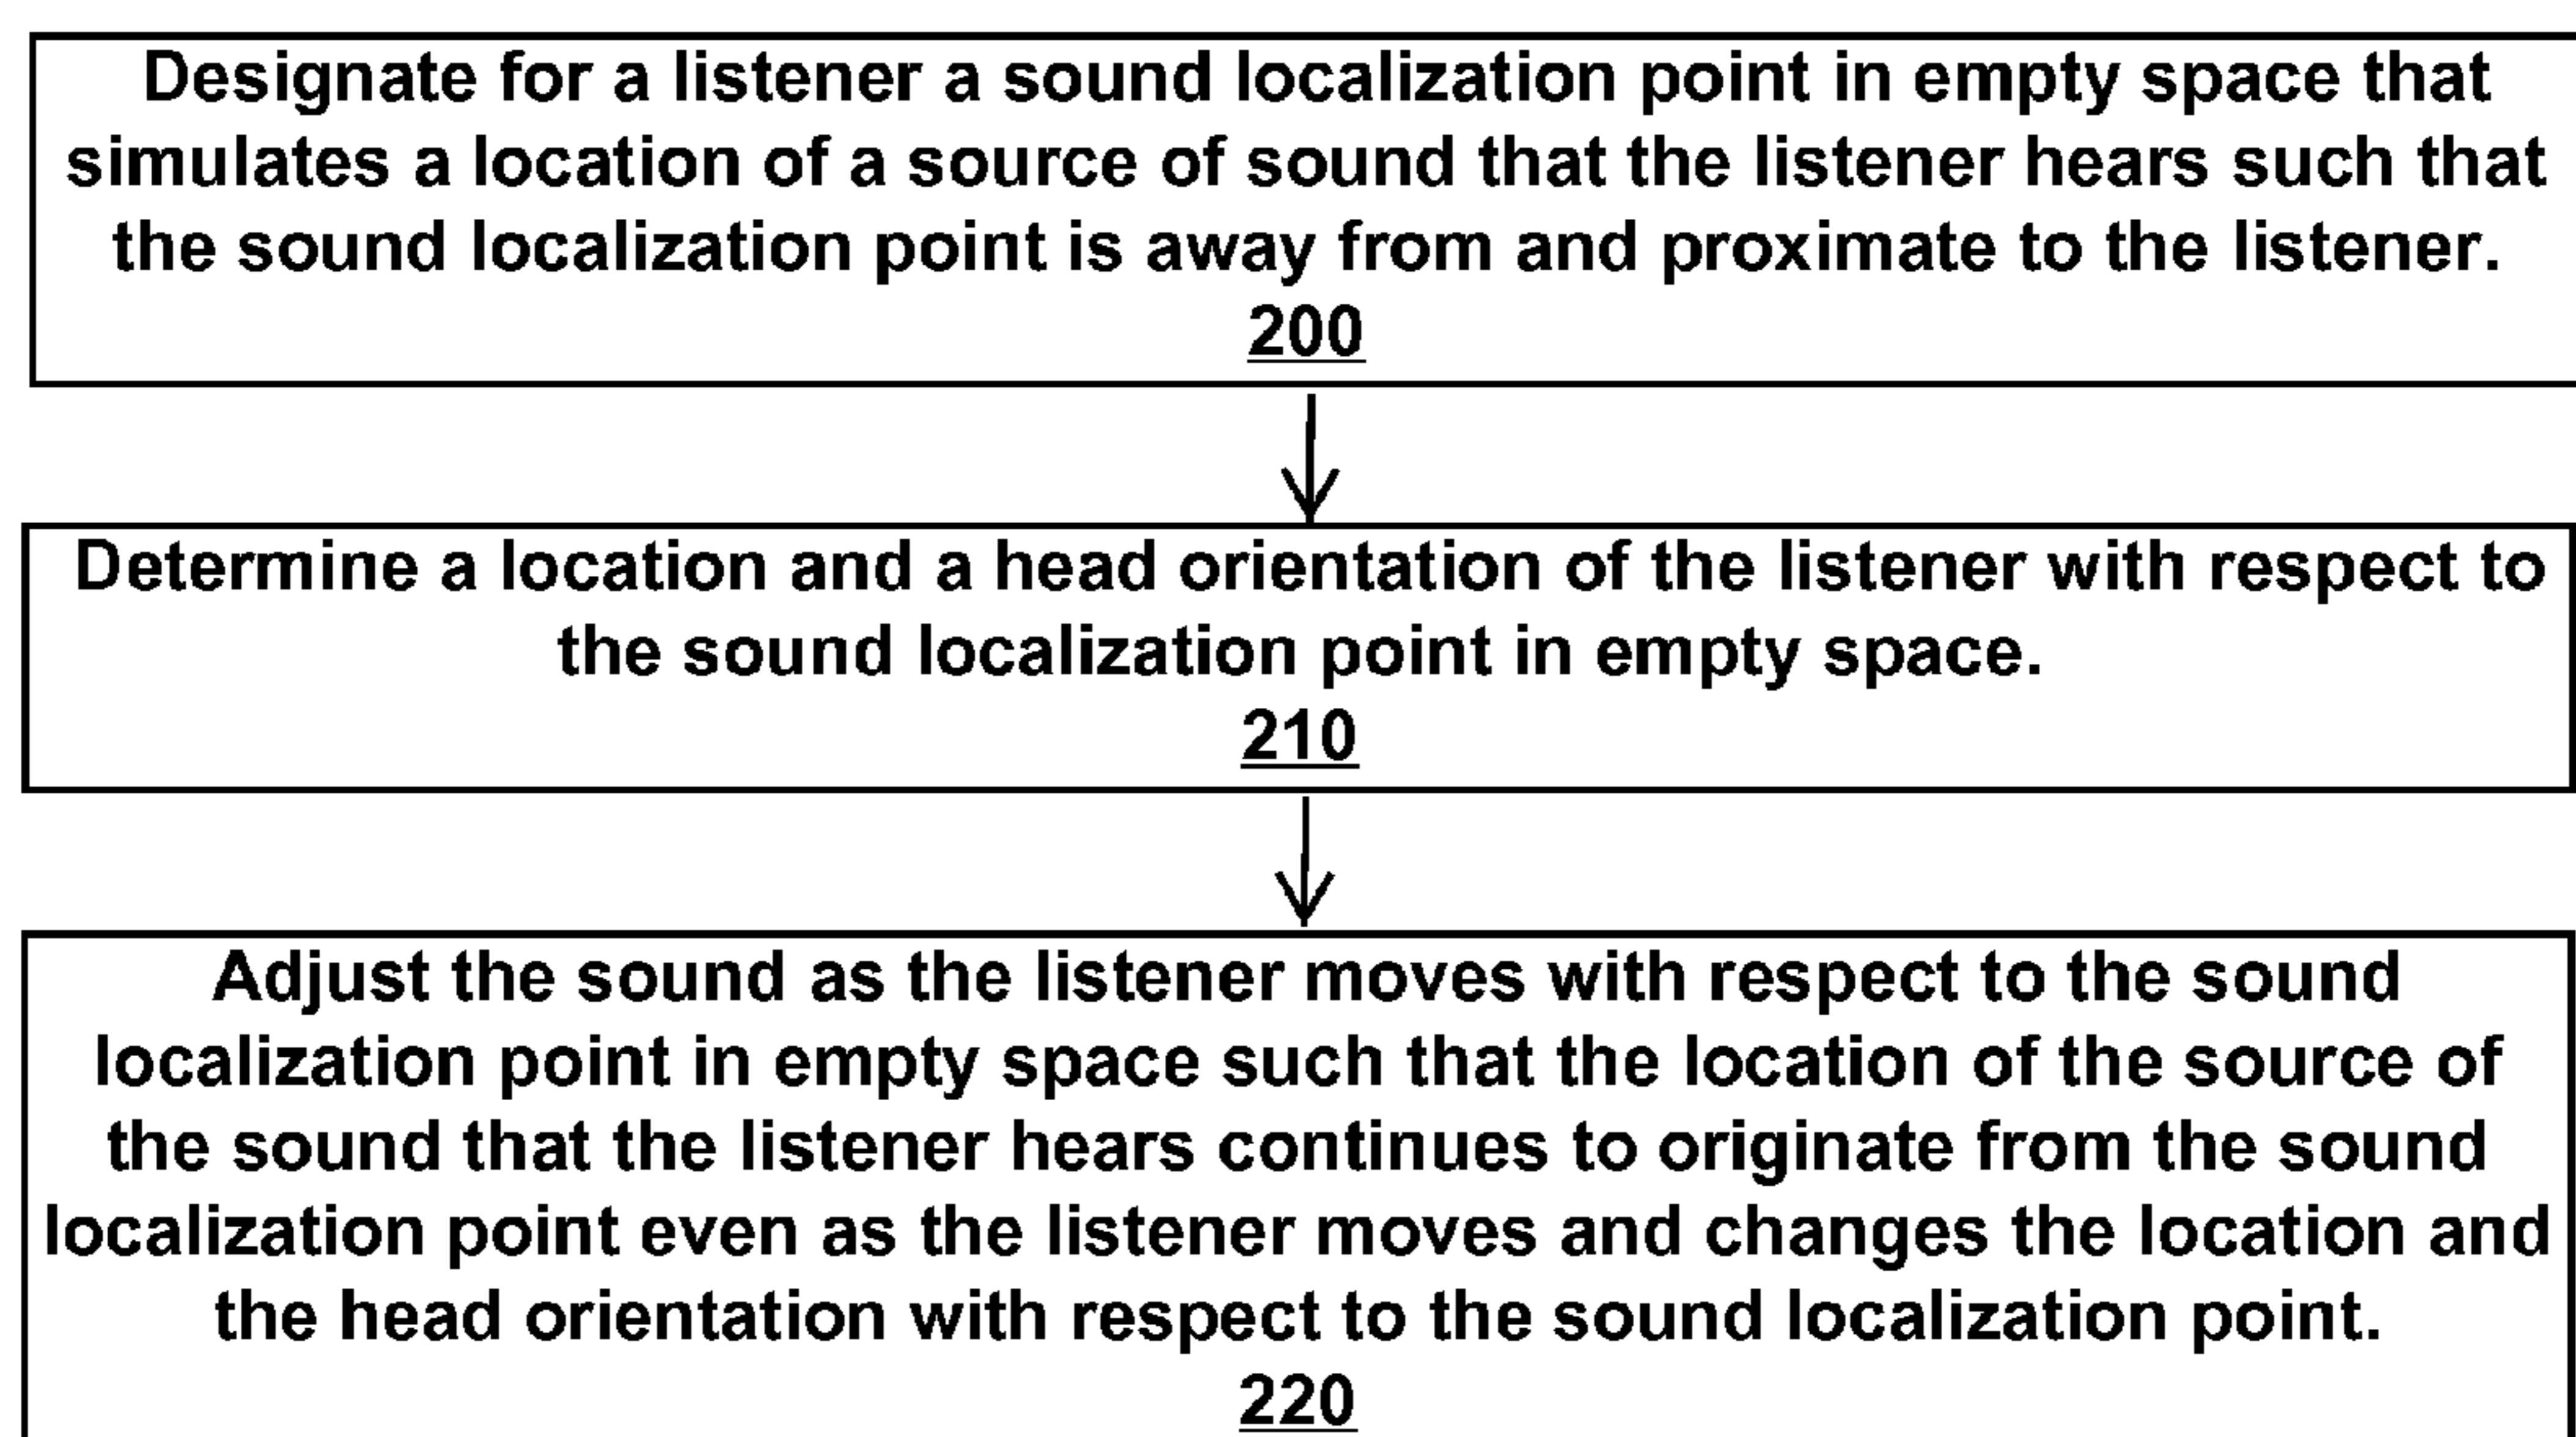 Designate for a listener a sound localization point in empty space that
simulates a location of a source of sound that the listener hears such that
the sound localization point is away from and proximate to the listener.
200
Determine a location and a head orientation of the listener with respect to
the sound localization point in empty space.
210
Adjust the sound as the listener moves with respect to the sound
localization point in empty space such that the location of the source of
the sound that the listener hears continues to originate from the sound
localization point even as the listener moves and changes the location and
the head orientation with respect to the sound localization point.
220